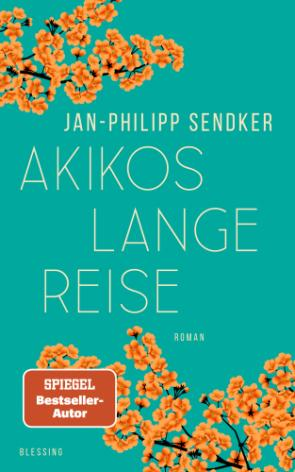 JAN-PHILIPP SENDKER
AKIKOS
LANGE
REISE
ROMAN
SPIEGEL
Bestseller-
Autor
BLESSING